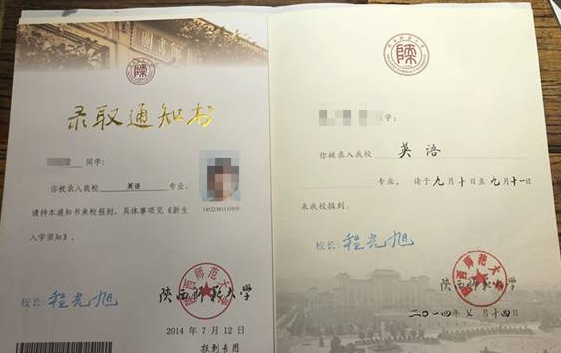 圖書館
录取通知书
同学:
你被录入我校 英语 专业,
请持本通知书来校报到。具体事项见《新生
入学须知》。
校长:程光旭
陕西师范大学
2014 年 7 月 12 日
报到专用
同学:
你被录入我校 英语
专业, 请于九月十日至九月十一日
来我校报到。
校长:程光旭
陕西师范大学
二〇一四年七月十四日